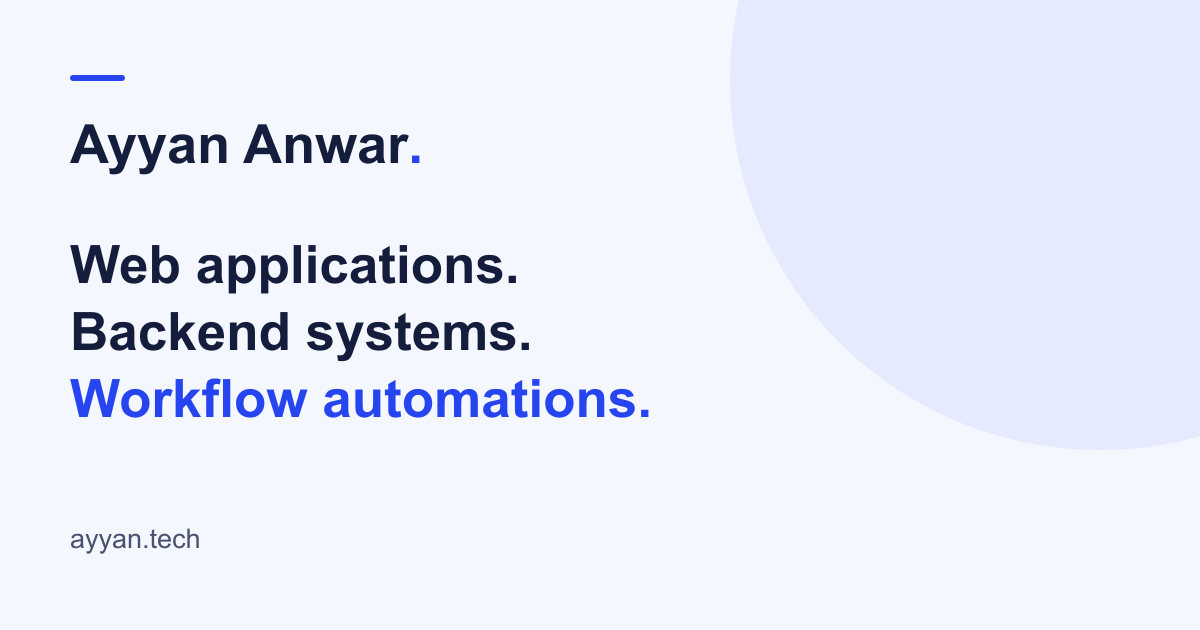 Ayyan Anwar.
Web applications.
Backend systems.
Workflow automations.
ayyan.tech